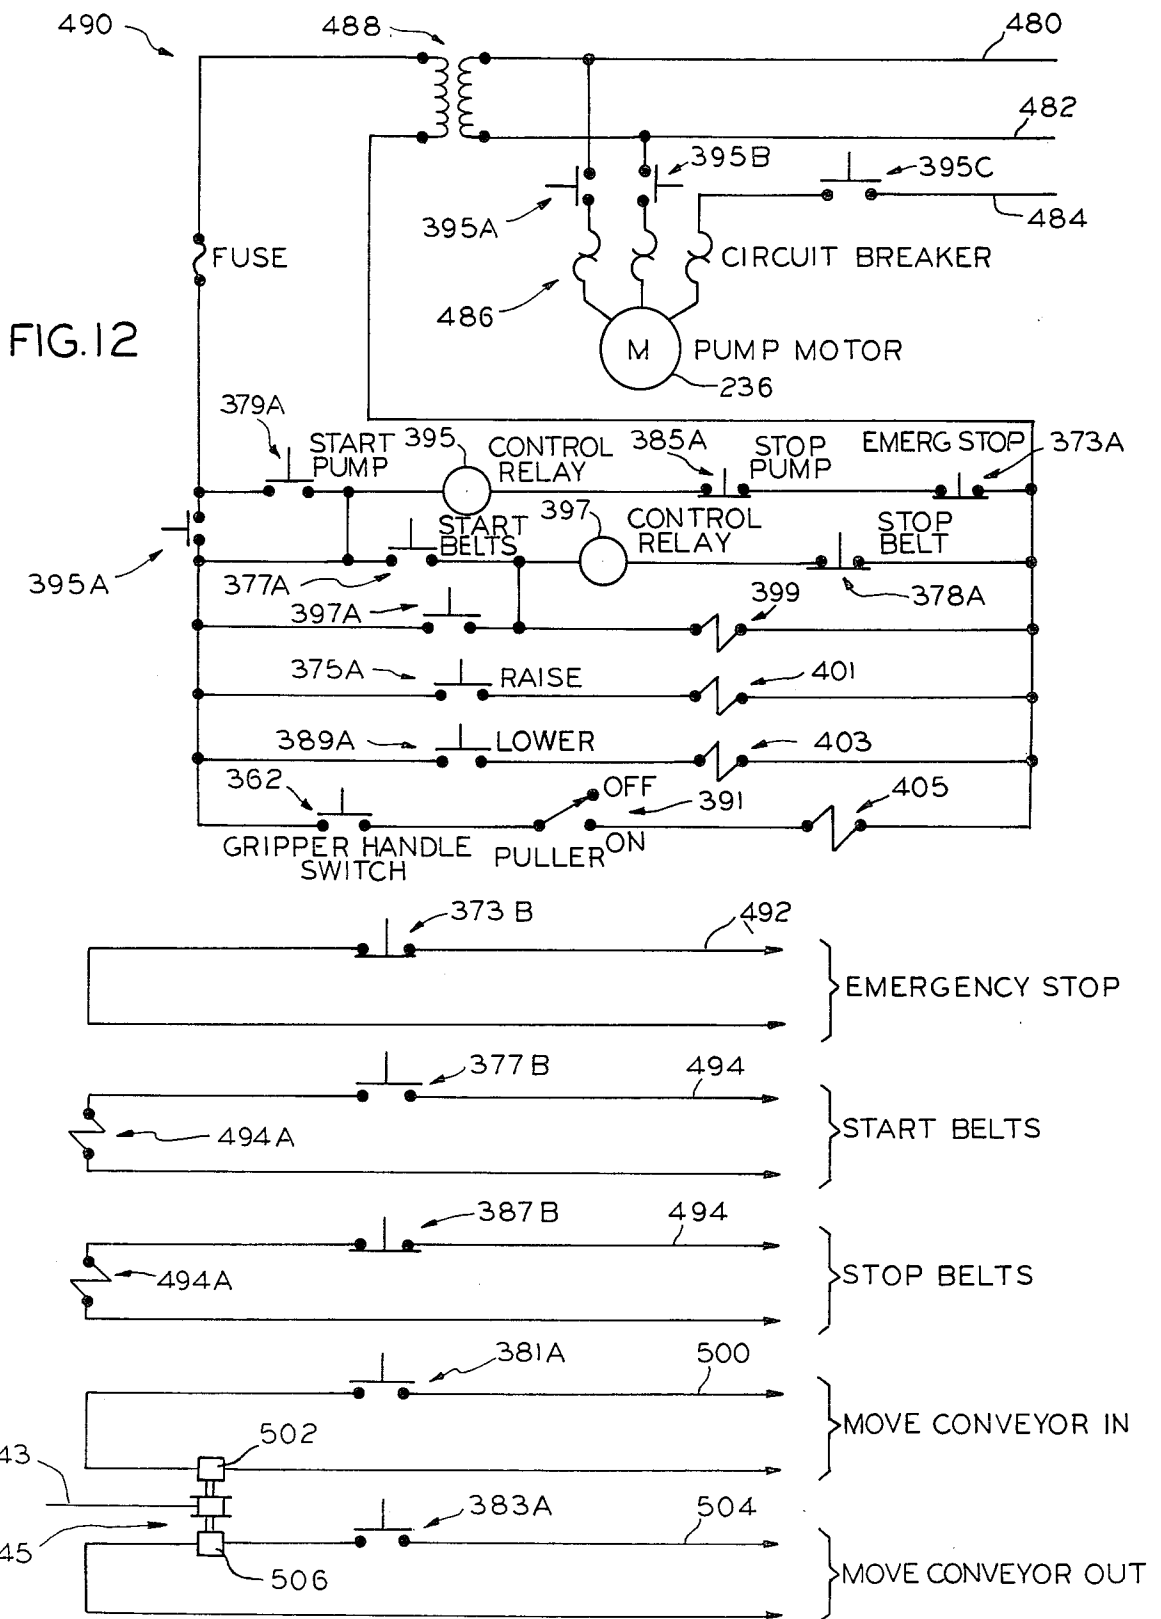 490
488
480
482
395B
395C
395A
484
FUSE
CIRCUIT BREAKER
486
FIG.12
M
PUMP MOTOR
236
379A
START PUMP
395
CONTROL RELAY
385A
STOP PUMP
EMERG STOP
373A
395A
377A
START BELTS
397
CONTROL RELAY
STOP BELT
378A
397A
399
375A
RAISE
401
389A
LOWER
403
362
OFF
391
405
GRIPPER HANDLE SWITCH
PULLER
ON
373B
492
EMERGENCY STOP
377B
494
494A
START BELTS
387B
494
494A
STOP BELTS
381A
500
MOVE CONVEYOR IN
43
502
383A
504
45
506
MOVE CONVEYOR OUT